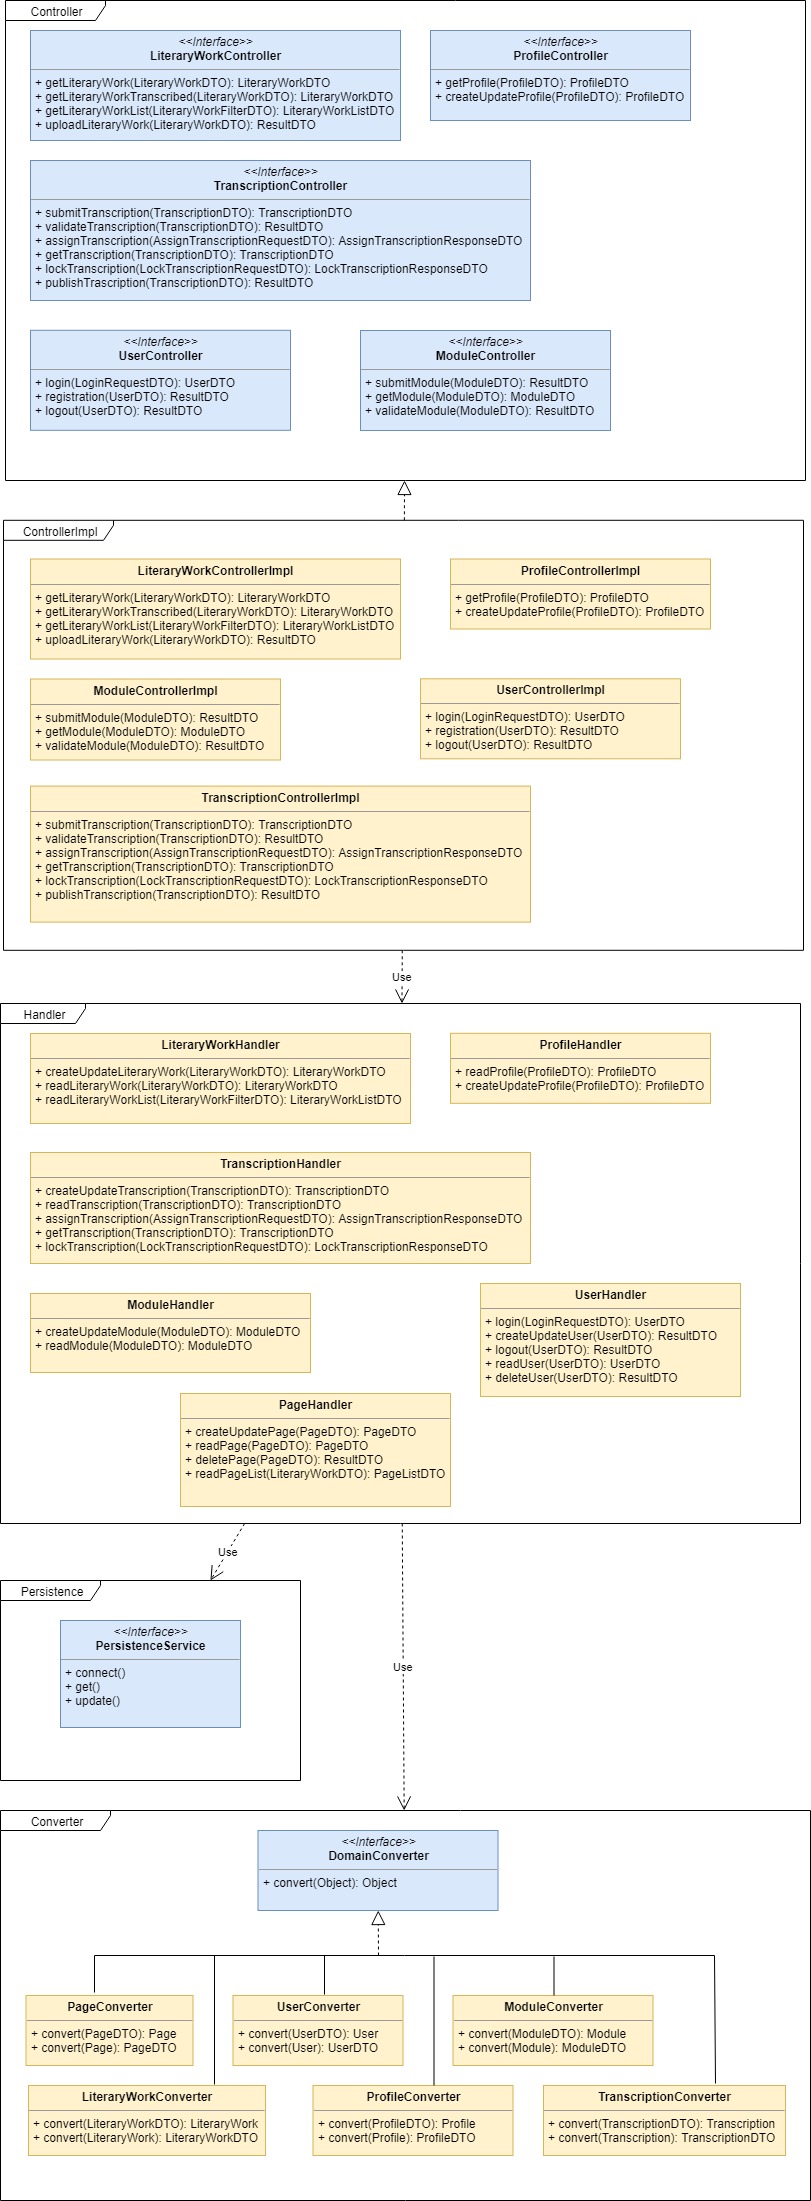 Controller
<<Interface>>
LiteraryWorkController
+ getLiteraryWork(LiteraryWorkDTO): LiteraryWorkDTO
+ getLiteraryWorkTranscribed(LiteraryWorkDTO): LiteraryWorkDTO
+ getLiteraryWorkList(LiteraryWorkFilterDTO): LiteraryWorkListDTO
+ uploadLiteraryWork(LiteraryWorkDTO): ResultDTO
<<Interface>>
ProfileController
+ getProfile(ProfileDTO): ProfileDTO
+ createUpdateProfile(ProfileDTO): ProfileDTO
<<Interface>>
TranscriptionController
+ submitTranscription(TranscriptionDTO): TranscriptionDTO
+ validateTranscription(TranscriptionDTO): ResultDTO
+ assignTranscription(AssignTranscriptionRequestDTO): AssignTranscriptionResponseDTO
+ getTranscription(TranscriptionDTO): TranscriptionDTO
+ lockTranscription(LockTranscriptionRequestDTO): LockTranscriptionResponseDTO
+ publishTrascription(TranscriptionDTO): ResultDTO
<<Interface>>
UserController
+ login(LoginRequestDTO): UserDTO
+ registration(UserDTO): ResultDTO
+ logout(UserDTO): ResultDTO
<<Interface>>
ModuleController
+ submitModule(ModuleDTO): ResultDTO
+ getModule(ModuleDTO): ModuleDTO
+ validateModule(ModuleDTO): ResultDTO
ControllerImpl
LiteraryWorkControllerImpl
+ getLiteraryWork(LiteraryWorkDTO): LiteraryWorkDTO
+ getLiteraryWorkTranscribed(LiteraryWorkDTO): LiteraryWorkDTO
+ getLiteraryWorkList(LiteraryWorkFilterDTO): LiteraryWorkListDTO
+ uploadLiteraryWork(LiteraryWorkDTO): ResultDTO
ProfileControllerImpl
+ getProfile(ProfileDTO): ProfileDTO
+ createUpdateProfile(ProfileDTO): ProfileDTO
ModuleControllerImpl
+ submitModule(ModuleDTO): ResultDTO
+ getModule(ModuleDTO): ModuleDTO
+ validateModule(ModuleDTO): ResultDTO
UserControllerImpl
+ login(LoginRequestDTO): UserDTO
+ registration(UserDTO): ResultDTO
+ logout(UserDTO): ResultDTO
TranscriptionControllerImpl
+ submitTranscription(TranscriptionDTO): TranscriptionDTO
+ validateTranscription(TranscriptionDTO): ResultDTO
+ assignTranscription(AssignTranscriptionRequestDTO): AssignTranscriptionResponseDTO
+ getTranscription(TranscriptionDTO): TranscriptionDTO
+ lockTranscription(LockTranscriptionRequestDTO): LockTranscriptionResponseDTO
+ publishTranscription(TranscriptionDTO): ResultDTO
Use
Handler
LiteraryWorkHandler
+ createUpdateLiteraryWork(LiteraryWorkDTO): LiteraryWorkDTO
+ readLiteraryWork(LiteraryWorkDTO): LiteraryWorkDTO
+ readLiteraryWorkList(LiteraryWorkFilterDTO): LiteraryWorkListDTO
ProfileHandler
+ readProfile(ProfileDTO): ProfileDTO
+ createUpdateProfile(ProfileDTO): ProfileDTO
TranscriptionHandler
+ createUpdateTranscription(TranscriptionDTO): TranscriptionDTO
+ readTranscription(TranscriptionDTO): TranscriptionDTO
+ assignTranscription(AssignTranscriptionRequestDTO): AssignTranscriptionResponseDTO
+ getTranscription(TranscriptionDTO): TranscriptionDTO
+ lockTranscription(LockTranscriptionRequestDTO): LockTranscriptionResponseDTO
ModuleHandler
+ createUpdateModule(ModuleDTO): ModuleDTO
+ readModule(ModuleDTO): ModuleDTO
UserHandler
+ login(LoginRequestDTO): UserDTO
+ createUpdateUser(UserDTO): ResultDTO
+ logout(UserDTO): ResultDTO
+ readUser(UserDTO): UserDTO
+ deleteUser(UserDTO): ResultDTO
PageHandler
+ createUpdatePage(PageDTO): PageDTO
+ readPage(PageDTO): PageDTO
+ deletePage(PageDTO): ResultDTO
+ readPageList(LiteraryWorkDTO): PageListDTO
Use
Persistence
<<Interface>>
PersistenceService
+ connect()
+ get()
+ update()
Use
Converter
<<Interface>>
DomainConverter
+ convert(Object): Object
PageConverter
+ convert(PageDTO): Page
+ convert(Page): PageDTO
UserConverter
+ convert(UserDTO): User
+ convert(User): UserDTO
ModuleConverter
+ convert(ModuleDTO): Module
+ convert(Module): ModuleDTO
LiteraryWorkConverter
+ convert(LiteraryWorkDTO): LiteraryWork
+ convert(LiteraryWork): LiteraryWorkDTO
ProfileConverter
+ convert(ProfileDTO): Profile
+ convert(Profile): ProfileDTO
TranscriptionConverter
+ convert(TranscriptionDTO): Transcription
+ convert(Transcription): TranscriptionDTO